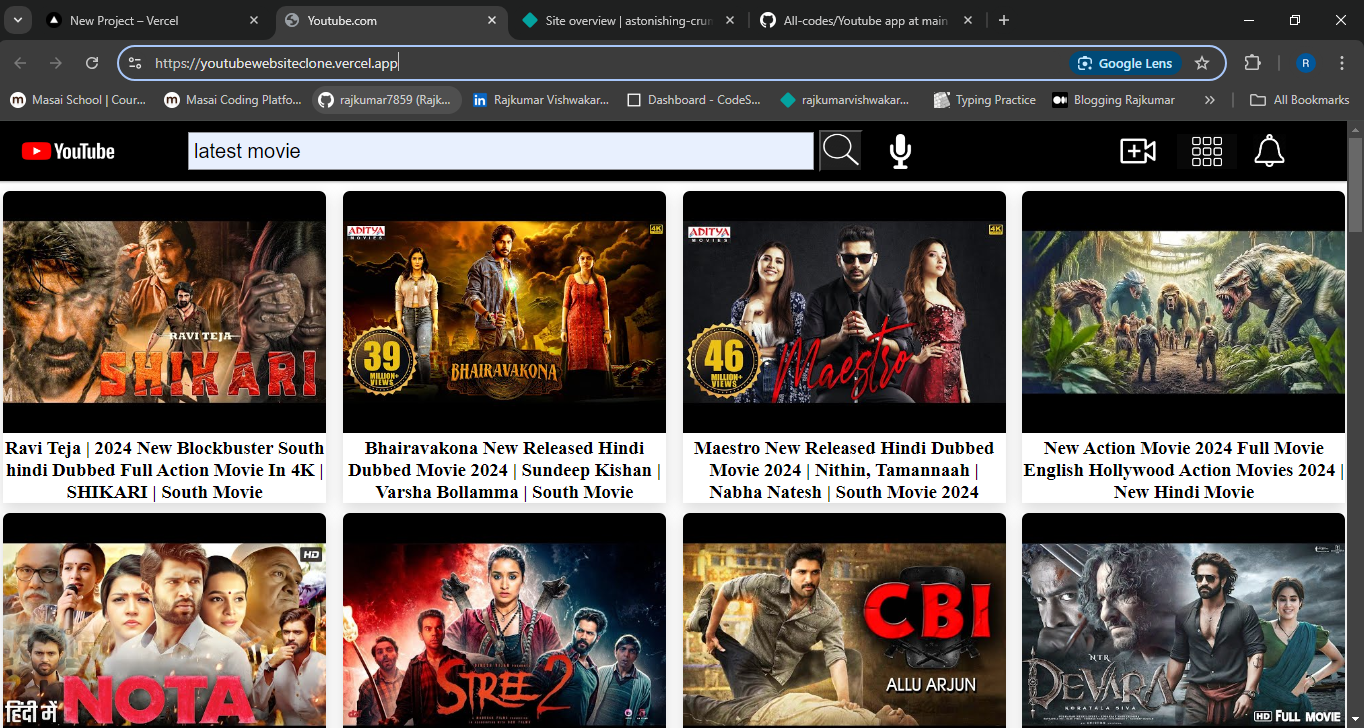 New Project – Vercel
Youtube.com
Site overview | astonishing-crun
All-codes/Youtube app at main
https://youtubewebsiteclone.vercel.app
Google Lens
R
Masai School | Cour...
Masai Coding Platfo...
rajkumar7859 (Rajk...
Rajkumar Vishwakar...
Dashboard - CodeS...
rajkumarvishwakar...
Typing Practice
Blogging Rajkumar
All Bookmarks
YouTube
latest movie
RAVI TEJA
SHIKARI
ADITYA
MOVIES
4K
39
MILLION+
VIEWS
BHAIRAVAKONA
ADITYA
MOVIES
4K
46
MILLION+
VIEWS
Maestro
Ravi Teja | 2024 New Blockbuster South
hindi Dubbed Full Action Movie In 4K |
SHIKARI | South Movie
Bhairavakona New Released Hindi
Dubbed Movie 2024 | Sundeep Kishan |
Varsha Bollamma | South Movie
Maestro New Released Hindi Dubbed
Movie 2024 | Nithin, Tamannaah |
Nabha Natesh | South Movie 2024
New Action Movie 2024 Full Movie
English Hollywood Action Movies 2024 |
New Hindi Movie
HD
हिंदी में
NOTA
STREE 2
CBI
ALLU ARJUN
NTR
DEVARA
KORATALA SIVA
HD FULL MOVIE